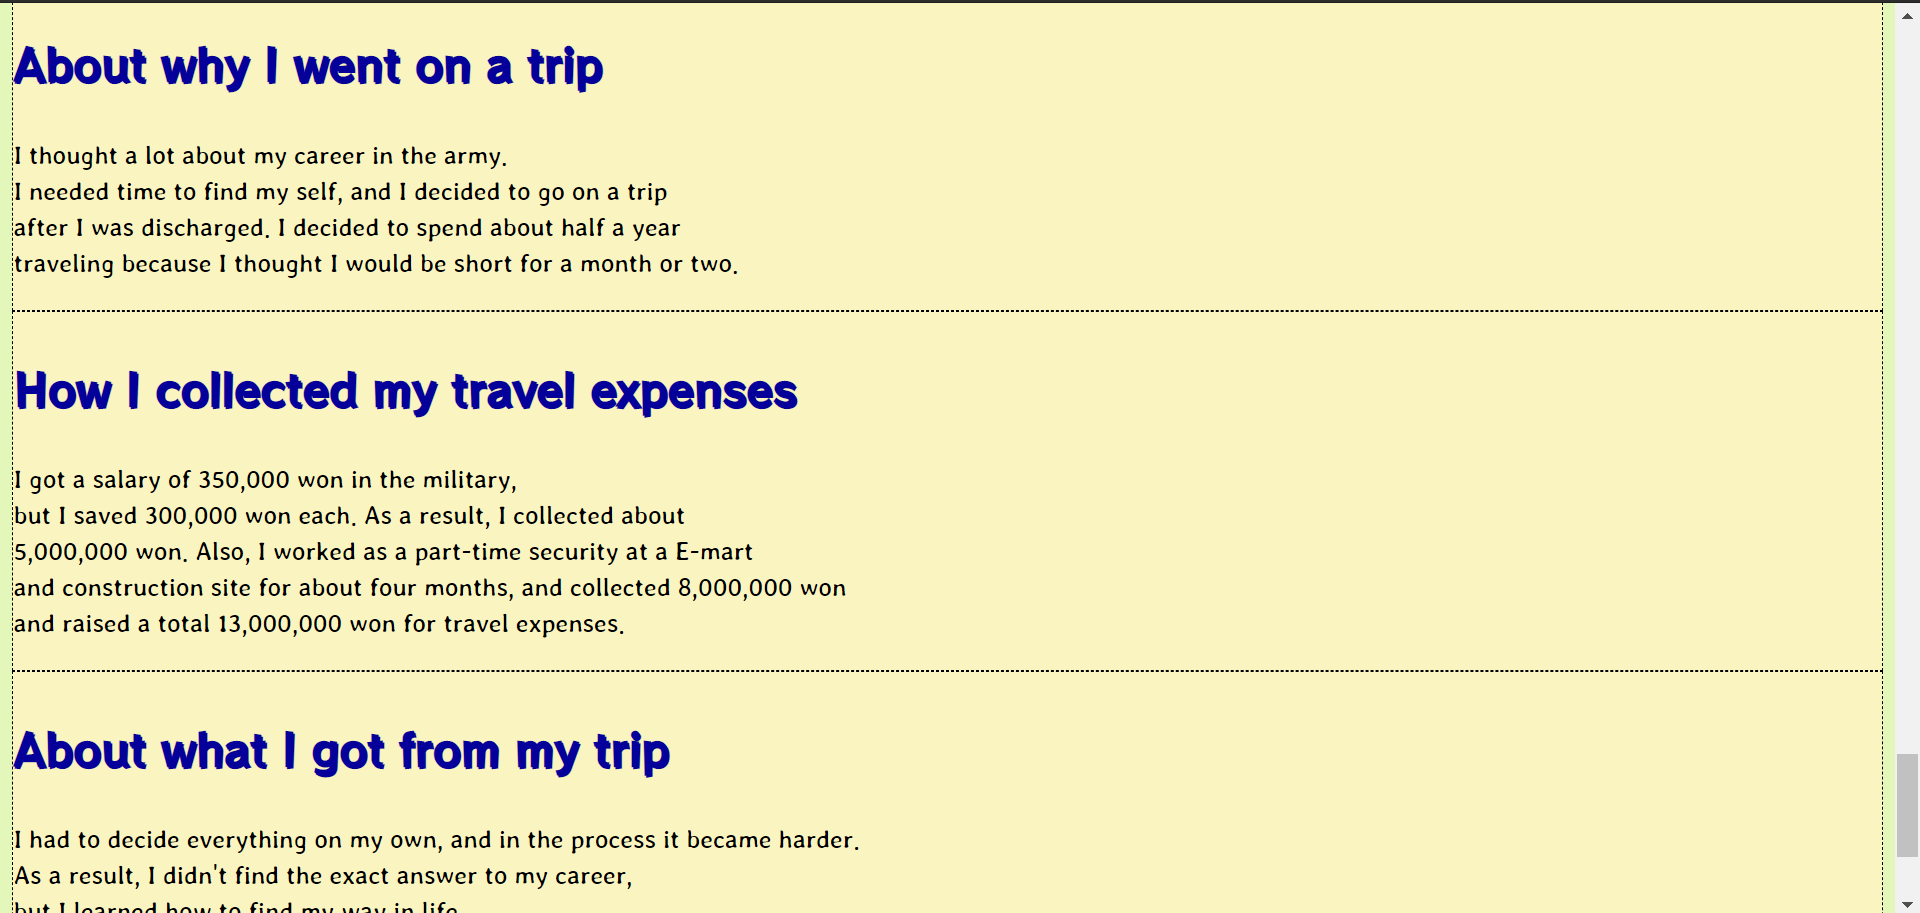 About why I went on a trip
I thought a lot about my career in the army.
I needed time to find my self, and I decided to go on a trip
after I was discharged. I decided to spend about half a year
traveling because I thought I would be short for a month or two.
How I collected my travel expenses
I got a salary of 350,000 won in the military,
but I saved 300,000 won each. As a result, I collected about
5,000,000 won. Also, I worked as a part-time security at a E-mart
and construction site for about four months, and collected 8,000,000 won
and raised a total 13,000,000 won for travel expenses.
About what I got from my trip
I had to decide everything on my own, and in the process it became harder.
As a result, I didn't find the exact answer to my career,
but I learned how to find my way in life